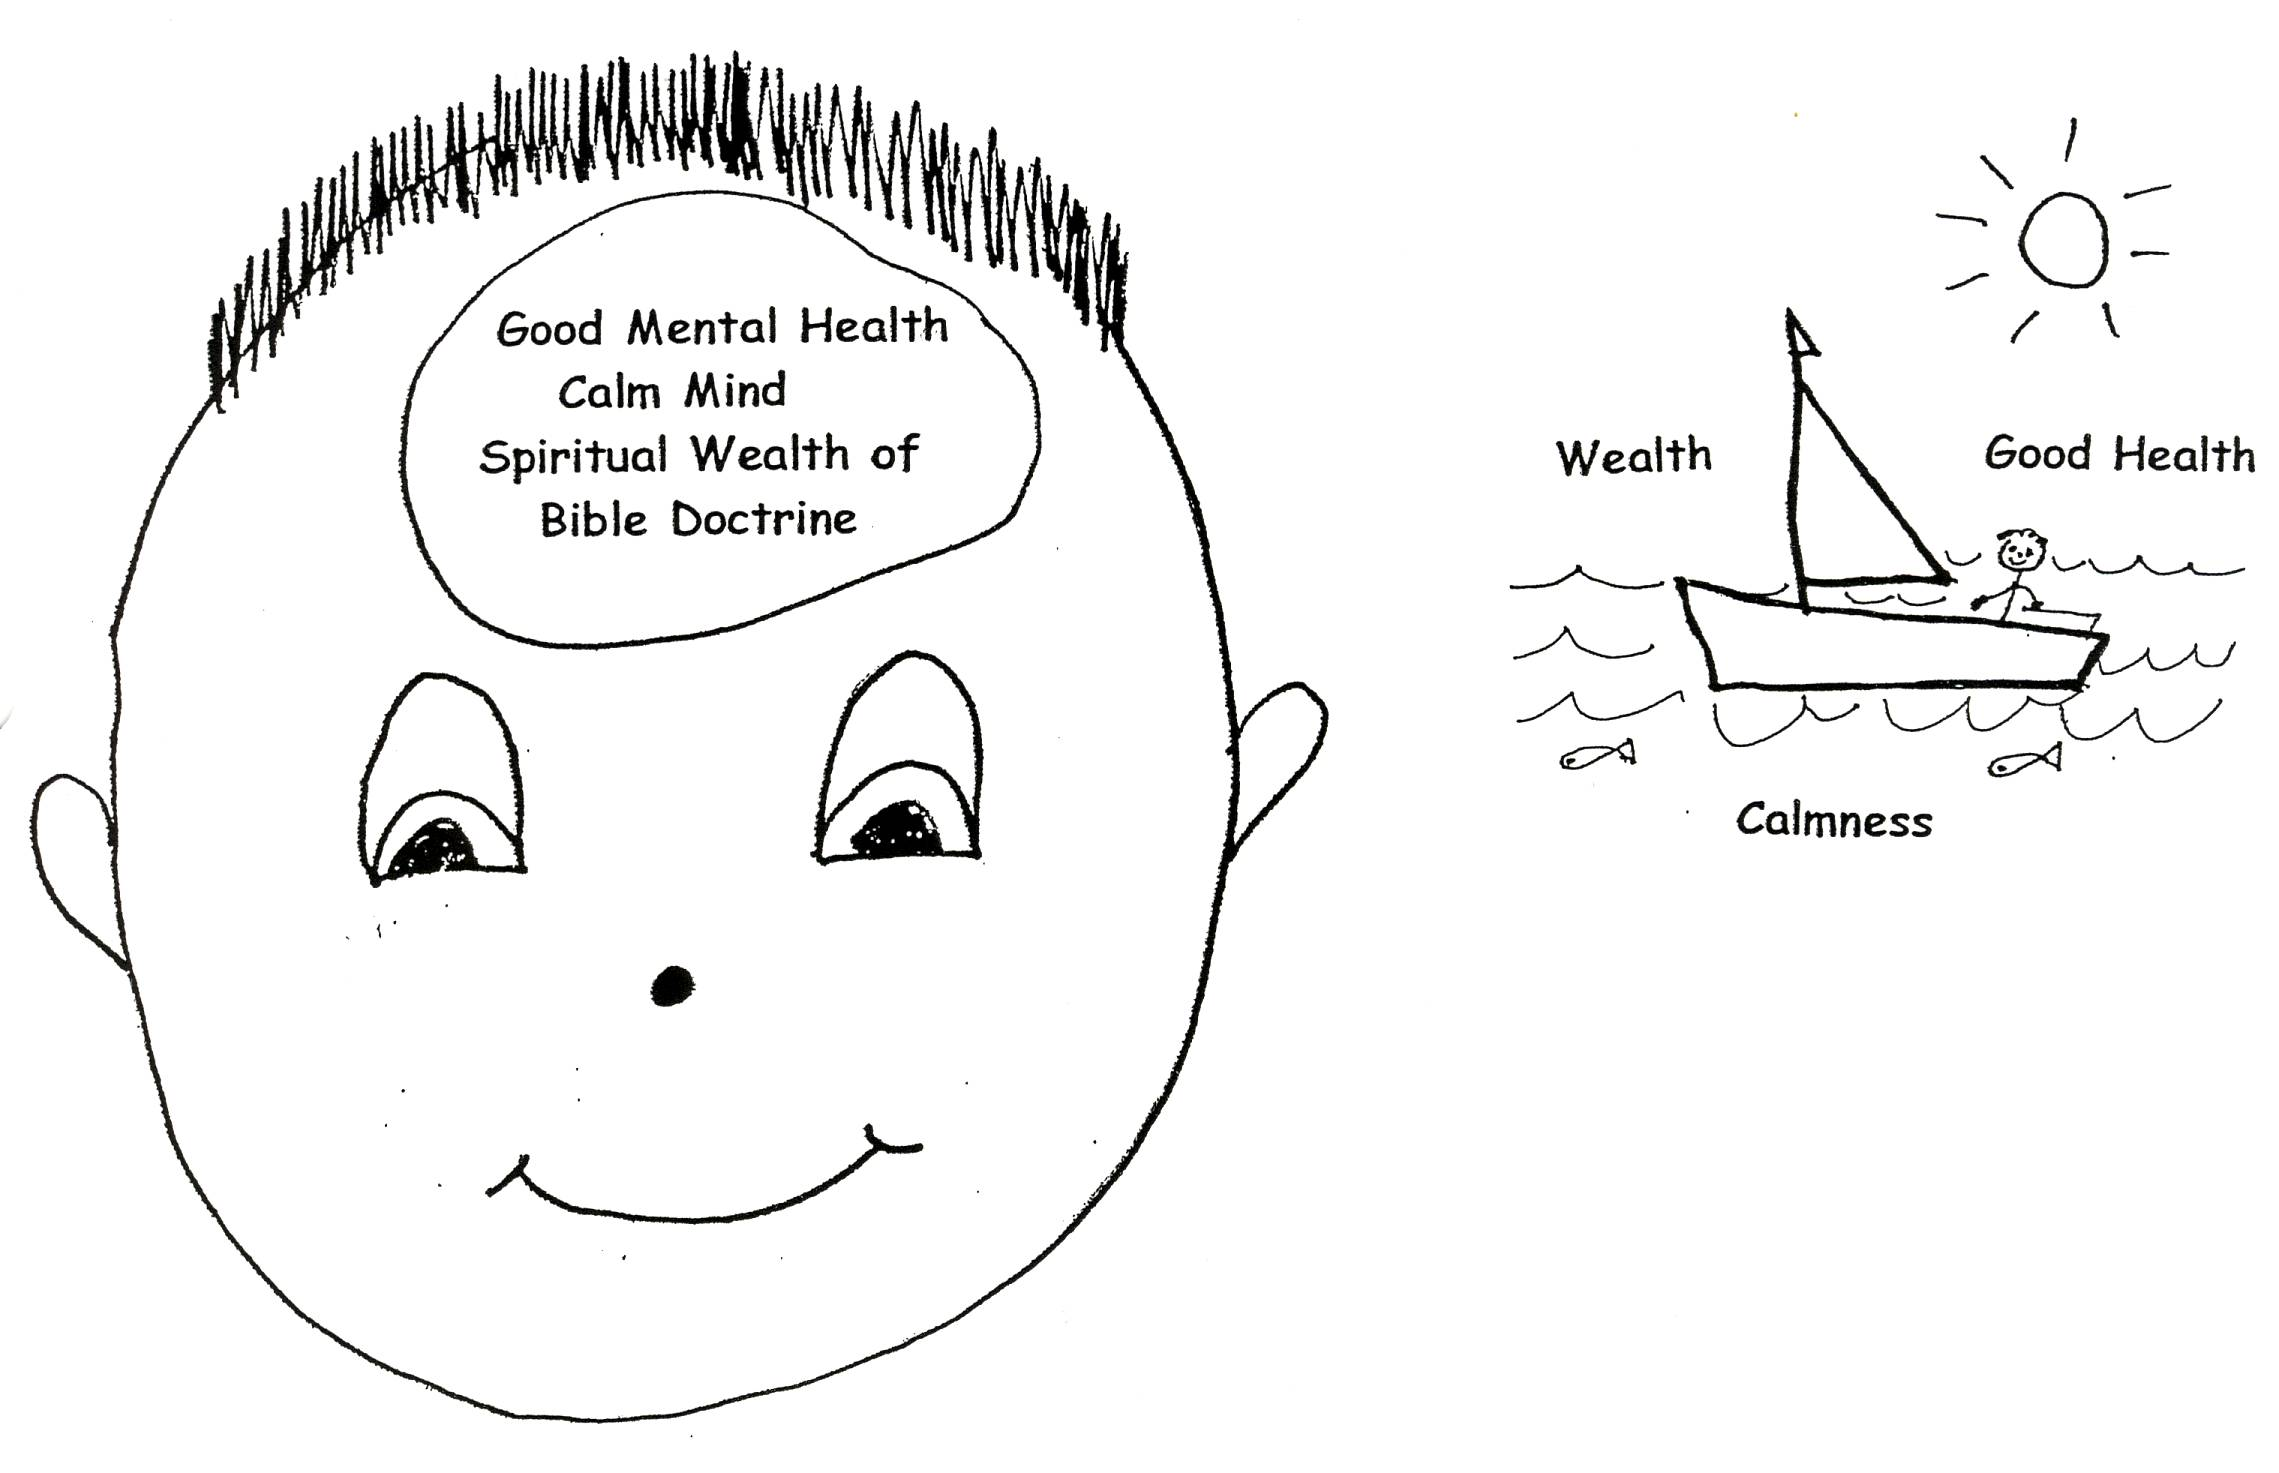 Good Mental Health
Calm Mind
Spiritual Wealth of
Bible Doctrine
Wealth
Good Health
Calmness